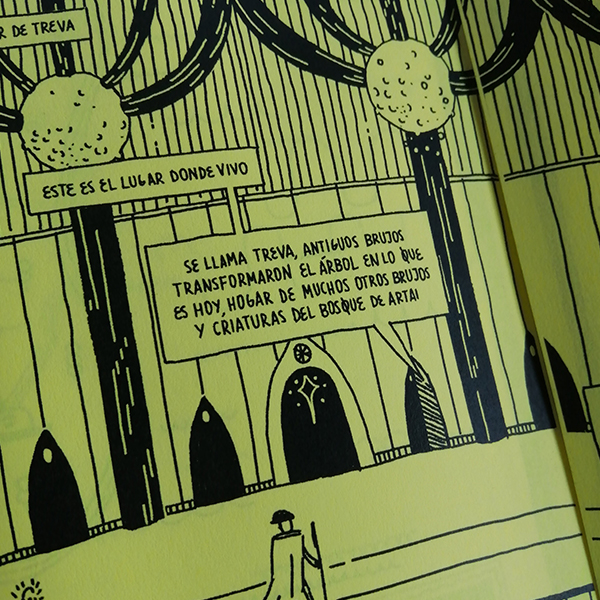 R DE TREVA
ESTE ES EL LUGAR DONDE VIVO
SE LLAMA TREVA, ANTIGUOS BRUJOS
TRANSFORMARON EL ÁRBOL EN LO QUE
ES HOY, HOGAR DE MUCHOS OTROS BRUJOS
Y CRIATURAS DEL BOSQUE DE ARTAI